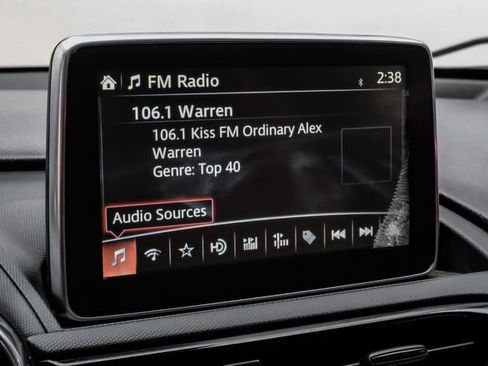 FM Radio 2:38
106.1 Warren
106.1 Kiss FM Ordinary Alex
Warren
Genre: Top 40
Audio Sources
HD